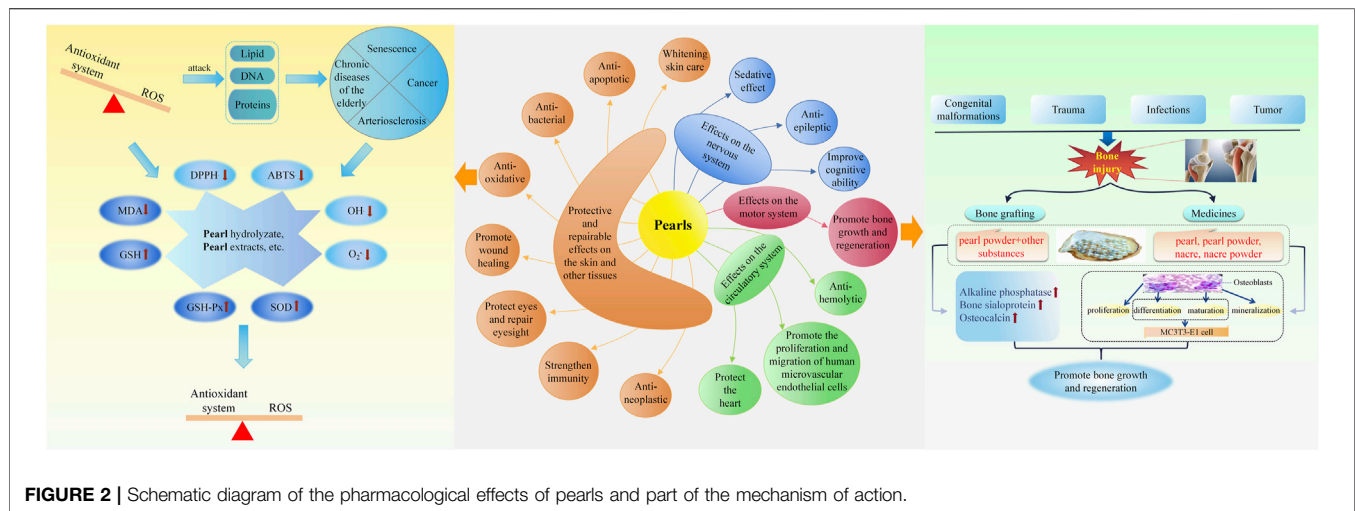 Antioxidant
system
ROS
attack
Lipid
DNA
Proteins
Senescence
Chronic
diseases
of the
elderly
Cancer
Arteriosclerosis
DPPH
ABTS
MDA
OH·
GSH
O₂·
GSH-Px
SOD
Pearl hydrolyzate,
Pearl extracts, etc.
Antioxidant
system
ROS
Whitening
skin care
Anti-
apoptotic
Anti-
bacterial
Anti-
oxidative
Promote
wound
healing
Protect eyes
and repair
eyesight
Strengthen
immunity
Anti-
neoplastic
Protective
and
repairable
effects on
the skin and
other tissues
Pearls
Effects on the
nervous
system
Sedative
effect
Anti-
epileptic
Improve
cognitive
ability
Effects on the
motor system
Promote bone
growth and
regeneration
Effects on the
circulatory system
Anti-
hemolytic
Promote the
proliferation and
migration of human
microvascular
endothelial cells
Protect
the
heart
Congenital
malformations
Trauma
Infections
Tumor
Bone
injury
Bone grafting
Medicines
pearl powder+other
substances
pearl, pearl powder,
nacre, nacre powder
Alkaline phosphatase
Bone sialoprotein
Osteocalcin
Osteoblasts
proliferation
differentiation
maturation
mineralization
MC3T3-E1 cell
Promote bone growth
and regeneration
FIGURE 2 | Schematic diagram of the pharmacological effects of pearls and part of the mechanism of action.